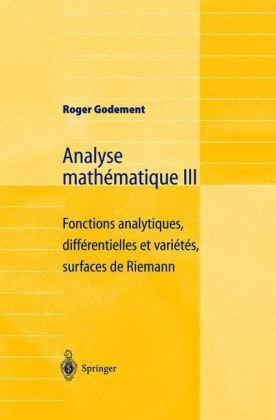 Roger Godement
Analyse
mathématique III
Fonctions analytiques,
différentielles et variétés,
surfaces de Riemann
Springer